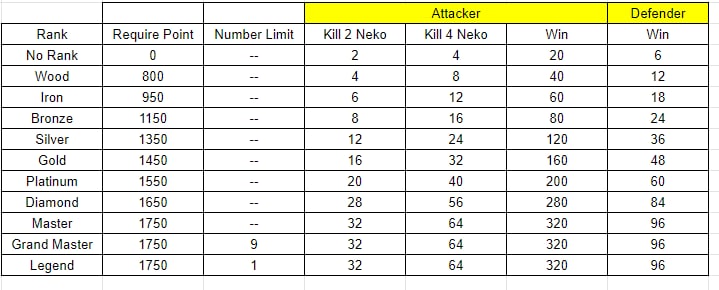 Attacker Defender
Rank Require Point Number Limit Kill 2 Neko Kill 4 Neko Win Win
No Rank 0 -- 2 4 20 6
Wood 800 -- 4 8 40 12
Iron 950 -- 6 12 60 18
Bronze 1150 -- 8 16 80 24
Silver 1350 -- 12 24 120 36
Gold 1450 -- 16 32 160 48
Platinum 1550 -- 20 40 200 60
Diamond 1650 -- 28 56 280 84
Master 1750 -- 32 64 320 96
Grand Master 1750 9 32 64 320 96
Legend 1750 1 32 64 320 96